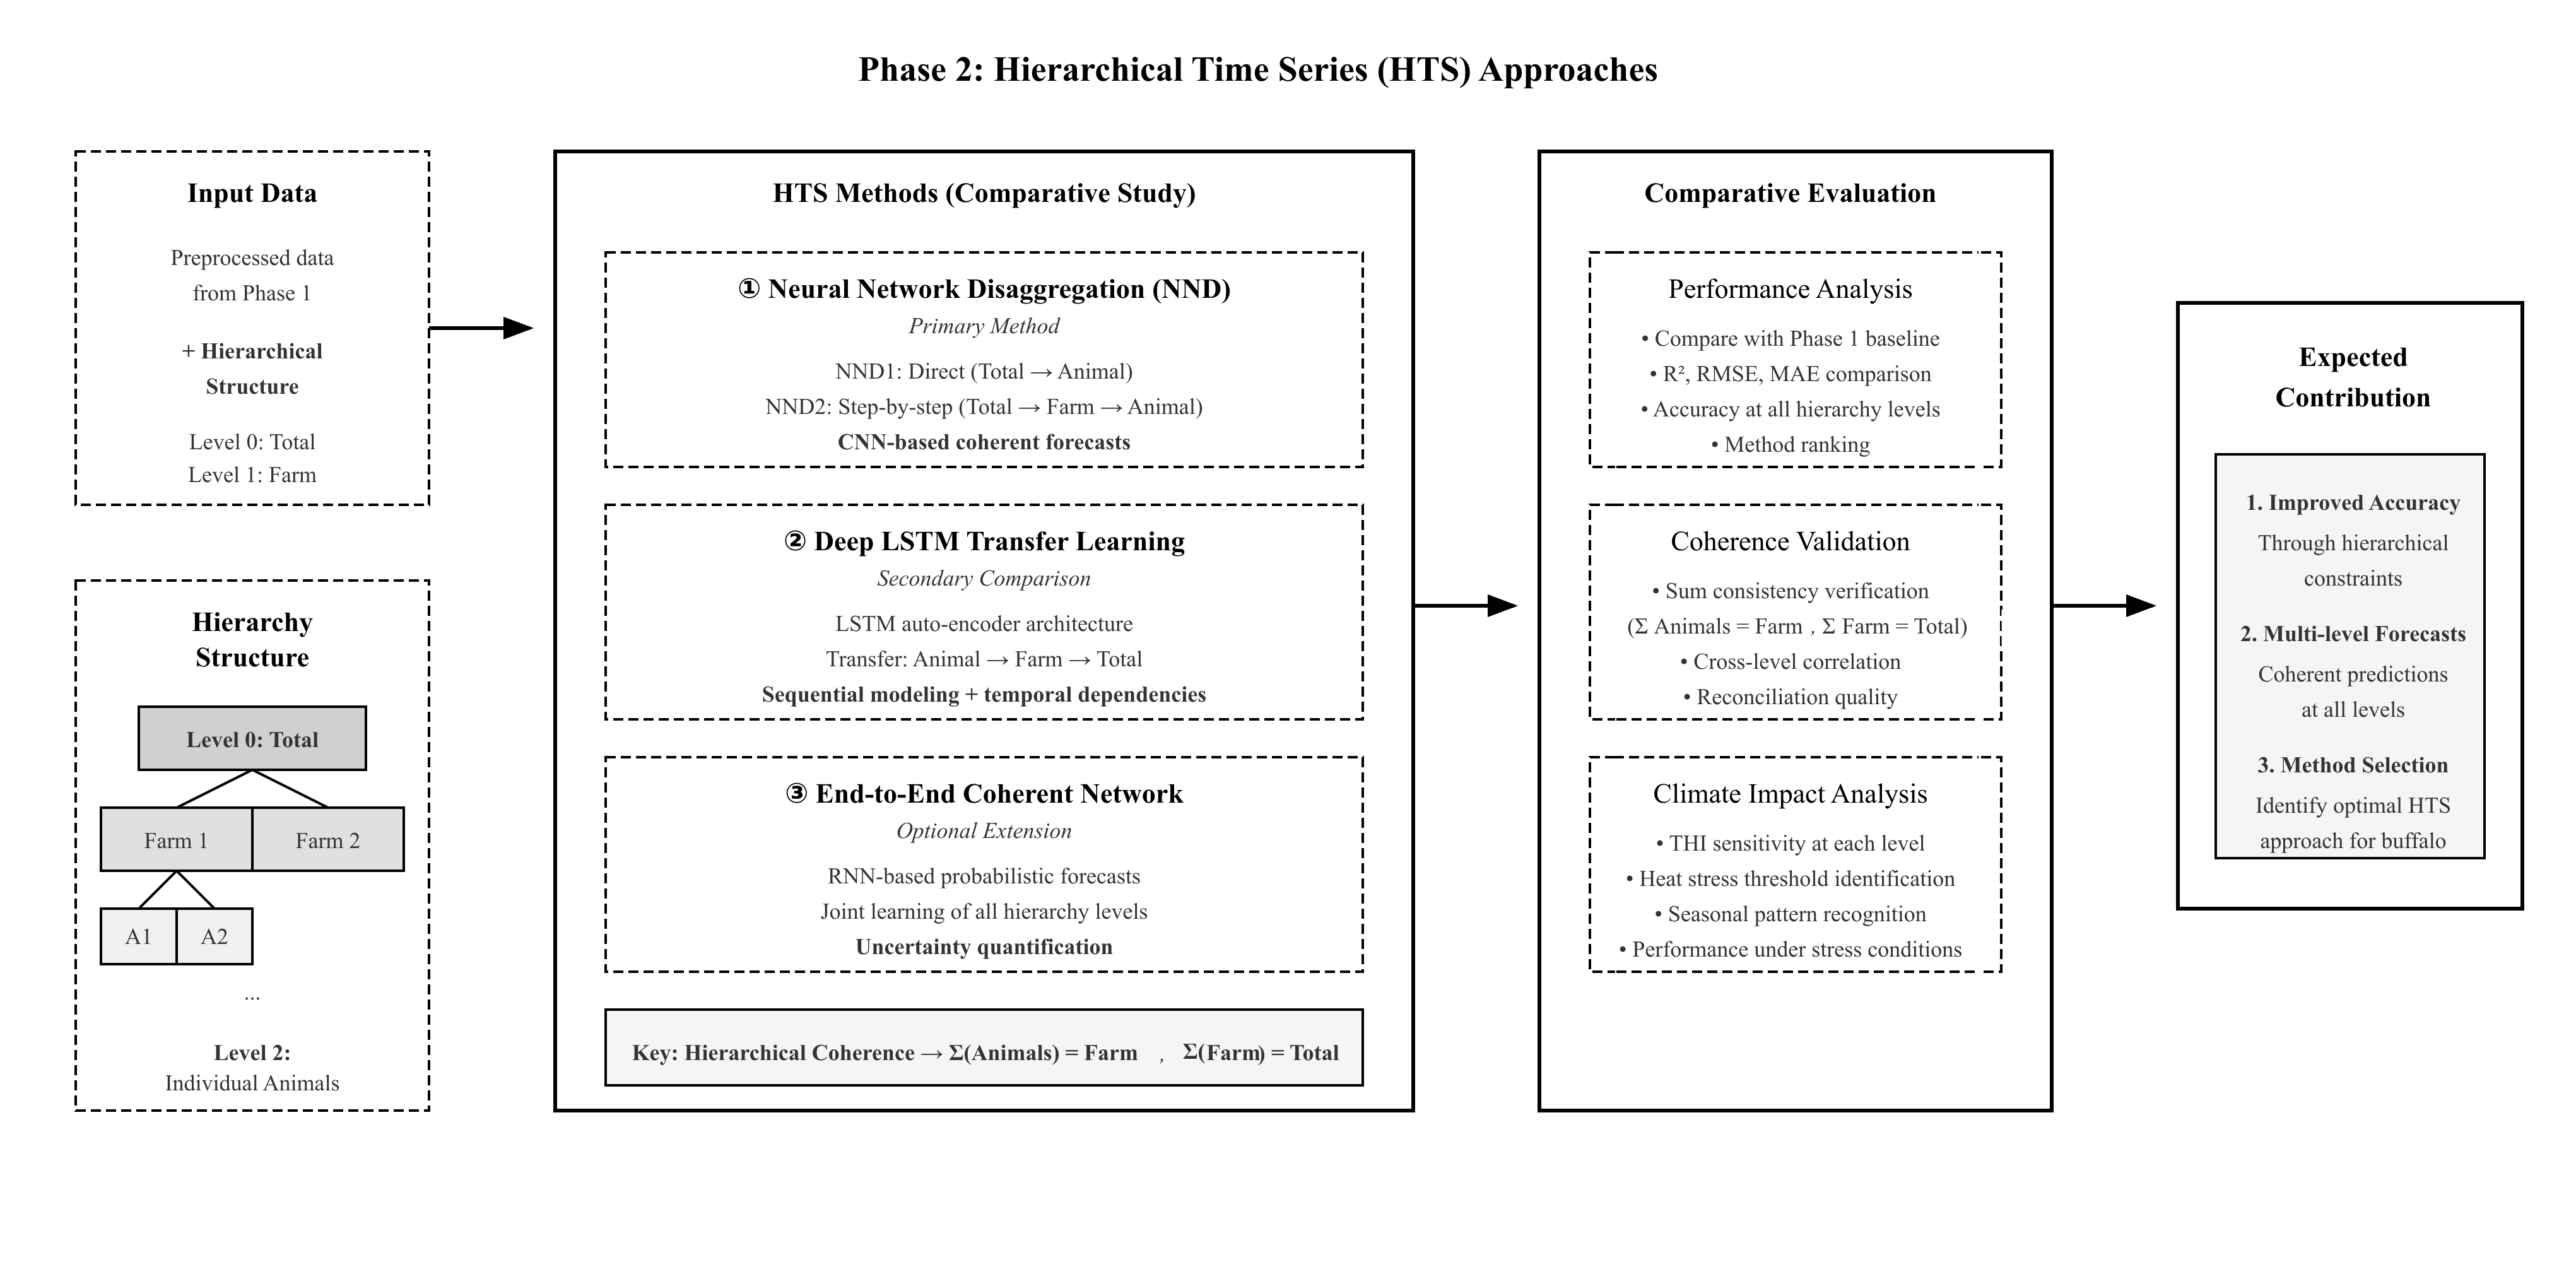 Phase 2: Hierarchical Time Series (HTS) Approaches
Input Data
Preprocessed data
from Phase 1
+ Hierarchical
Structure
Level 0: Total
Level 1: Farm
Hierarchy
Structure
Level 0: Total
Farm 1
Farm 2
A1
A2
...
Level 2:
Individual Animals
HTS Methods (Comparative Study)
① Neural Network Disaggregation (NND)
Primary Method
NND1: Direct (Total → Animal)
NND2: Step-by-step (Total → Farm → Animal)
CNN-based coherent forecasts
② Deep LSTM Transfer Learning
Secondary Comparison
LSTM auto-encoder architecture
Transfer: Animal → Farm → Total
Sequential modeling + temporal dependencies
③ End-to-End Coherent Network
Optional Extension
RNN-based probabilistic forecasts
Joint learning of all hierarchy levels
Uncertainty quantification
Key: Hierarchical Coherence → Σ(Animals) = Farm , Σ(Farm) = Total
Comparative Evaluation
Performance Analysis
• Compare with Phase 1 baseline
• R², RMSE, MAE comparison
• Accuracy at all hierarchy levels
• Method ranking
Coherence Validation
• Sum consistency verification
(Σ Animals = Farm , Σ Farm = Total)
• Cross-level correlation
• Reconciliation quality
Climate Impact Analysis
• THI sensitivity at each level
• Heat stress threshold identification
• Seasonal pattern recognition
• Performance under stress conditions
Expected
Contribution
1. Improved Accuracy
Through hierarchical
constraints
2. Multi-level Forecasts
Coherent predictions
at all levels
3. Method Selection
Identify optimal HTS
approach for buffalo